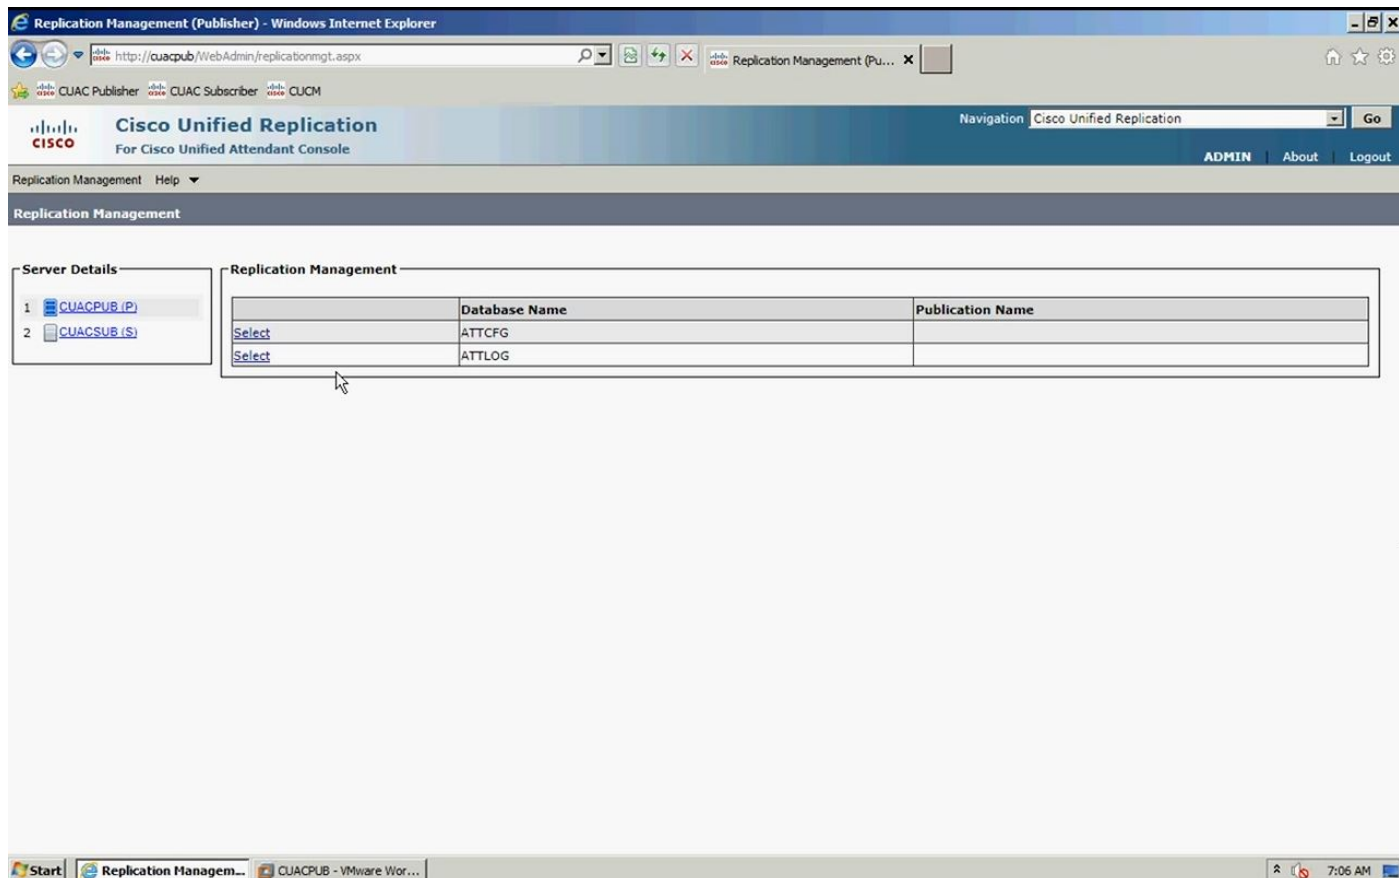 Replication Management (Publisher) - Windows Internet Explorer
http://cuacpub/WebAdmin/replicationmgt.aspx
Replication Management (Pu...
CUAC Publisher CUAC Subscriber CUCM
cisco
Cisco Unified Replication
For Cisco Unified Attendant Console
Navigation Cisco Unified Replication Go
ADMIN About Logout
Replication Management Help
Replication Management
Server Details
1 CUACPUB (P)
2 CUACSUB (S)
Replication Management
Database Name Publication Name
Select ATTCFG
Select ATTLOG
Start Replication Managem... CUACPUB - VMware Wor... 7:06 AM